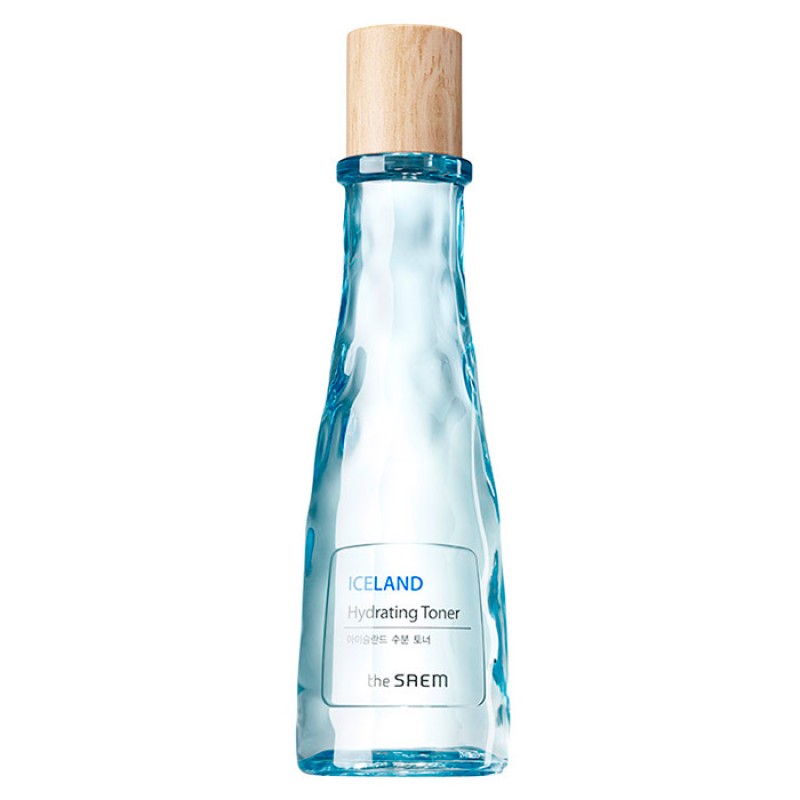 ICELAND
Hydrating Toner
아이슬란드 수분 토너
the SAEM